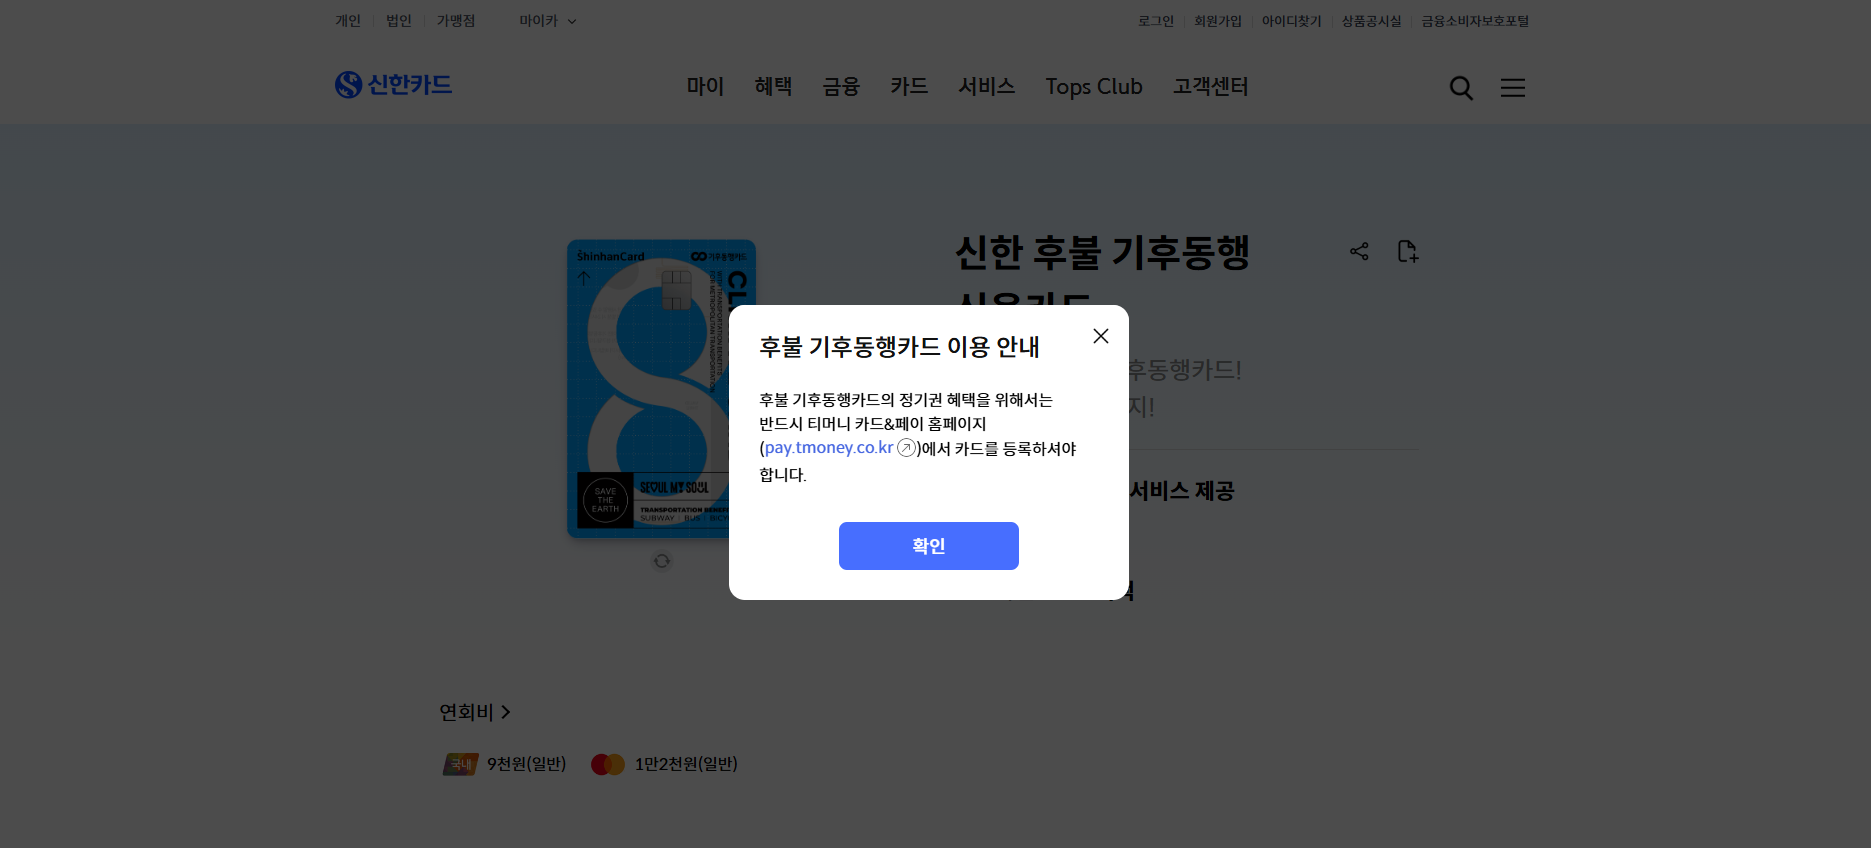 개인 법인 가맹점 마이카
로그인 회원가입 아이디찾기 상품공시실 금융소비자보호포털
신한카드
마이 혜택 금융 카드 서비스 Tops Club 고객센터
신한 후불 기후동행
신용카드
ShinhanCard 기후동행카드
후불 기후동행카드 이용 안내
후동행카드!
후불 기후동행카드의 정기권 혜택을 위해서는
지!
반드시 티머니 카드&페이 홈페이지
(pay.tmoney.co.kr)에서 카드를 등록하셔야
합니다.
서비스 제공
SAVE
THE
EARTH
SEOUL MY SOUL
SUBWAY | BUS |
확인
연회비
국내 9천원(일반) 1만2천원(일반)